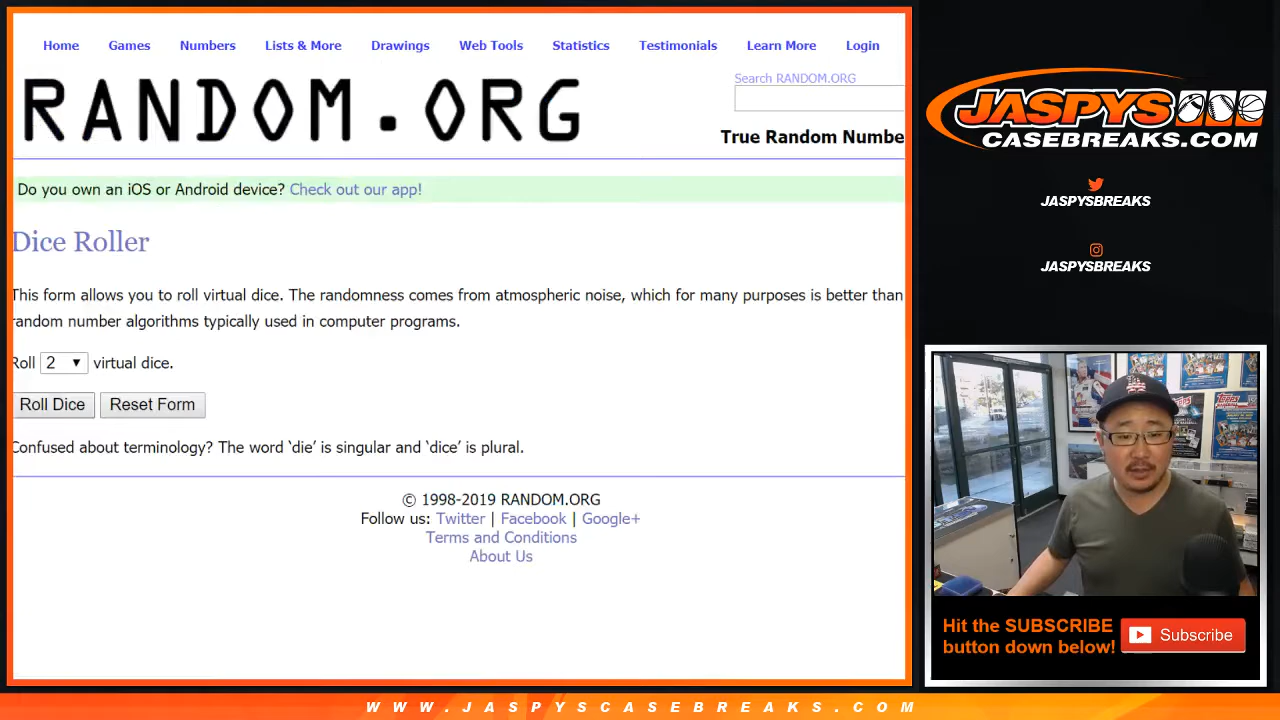 Home Games Numbers Lists & More Drawings Web Tools Statistics Testimonials Learn More Login
RANDOM.ORG
Search RANDOM.ORG
True Random Numbe
Do you own an iOS or Android device? Check out our app!
Dice Roller
This form allows you to roll virtual dice. The randomness comes from atmospheric noise, which for many purposes is better than
random number algorithms typically used in computer programs.
Roll 2 virtual dice.
Roll Dice Reset Form
Confused about terminology? The word ‘die’ is singular and ‘dice’ is plural.
© 1998-2019 RANDOM.ORG
Follow us: Twitter | Facebook | Google+
Terms and Conditions
About Us
JASPYS
CASEBREAKS.COM
JASPYSBREAKS
JASPYSBREAKS
Hit the SUBSCRIBE
button down below!
Subscribe
WWW.JASPYSCASEBREAKS.COM